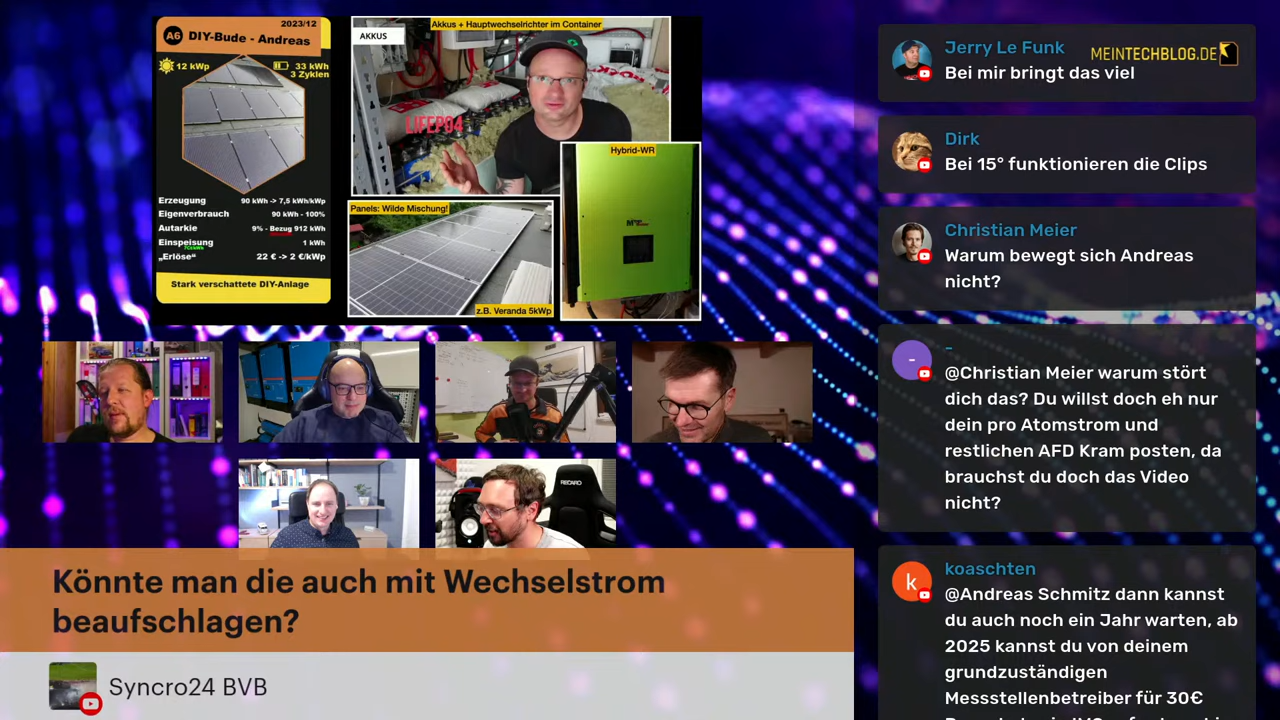 2023/12
A6 DIY-Bude - Andreas
12 kWp
33 kWh
3 Zyklen
Erzeugung 90 kWh -> 7,5 kWh/kWp
Eigenverbrauch 90 kWh - 100%
Autarkie 9% - Bezug 912 kWh
Einspeisung 1 kWh
„Erlöse“ 22 € -> 2 €/kWp
Stark verschattete DIY-Anlage
Akkus + Hauptwechselrichter im Container
AKKUS
LIFEPO4
Hybrid-WR
Panels: Wilde Mischung!
z.B. Veranda 5kWp
RECARO
Könnte man die auch mit Wechselstrom
beaufschlagen?
Syncro24 BVB
MEINTECHBLOG.DE
Jerry Le Funk
Bei mir bringt das viel
Dirk
Bei 15° funktionieren die Clips
Christian Meier
Warum bewegt sich Andreas
nicht?
-
-
@Christian Meier warum stört
dich das? Du willst doch eh nur
dein pro Atomstrom und
restlichen AFD Kram posten, da
brauchst du doch das Video
nicht?
k
koaschten
@Andreas Schmitz dann kannst
du auch noch ein Jahr warten, ab
2025 kannst du von deinem
grundzuständigen
Messstellenbetreiber für 30€